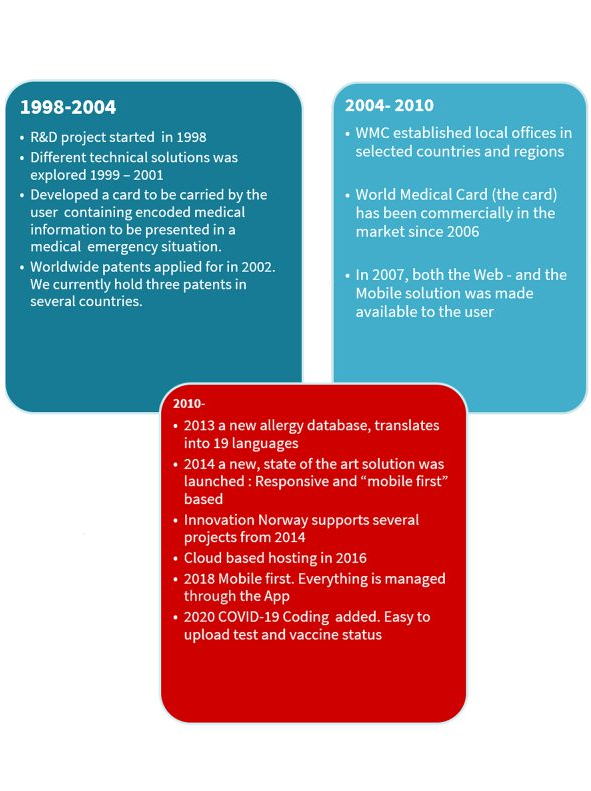 1998-2004
• R&D project started in 1998
• Different technical solutions was
explored 1999 – 2001
• Developed a card to be carried by the
user containing encoded medical
information to be presented in a
medical emergency situation.
• Worldwide patents applied for in 2002.
We currently hold three patents in
several countries.
2004- 2010
• WMC established local offices in
selected countries and regions
• World Medical Card (the card)
has been commercially in the
market since 2006
• In 2007, both the Web - and the
Mobile solution was made
available to the user
2010-
• 2013 a new allergy database, translates
into 19 languages
• 2014 a new, state of the art solution was
launched : Responsive and “mobile first”
based
• Innovation Norway supports several
projects from 2014
• Cloud based hosting in 2016
• 2018 Mobile first. Everything is managed
through the App
• 2020 COVID-19 Coding added. Easy to
upload test and vaccine status